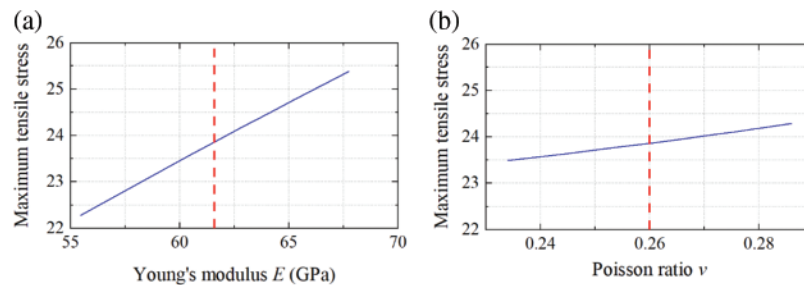 (a)
Maximum tensile stress
26
25
24
23
22
55
60
65
70
Young's modulus E (GPa)
(b)
Maximum tensile stress
26
25
24
23
22
0.24
0.26
0.28
Poisson ratio v